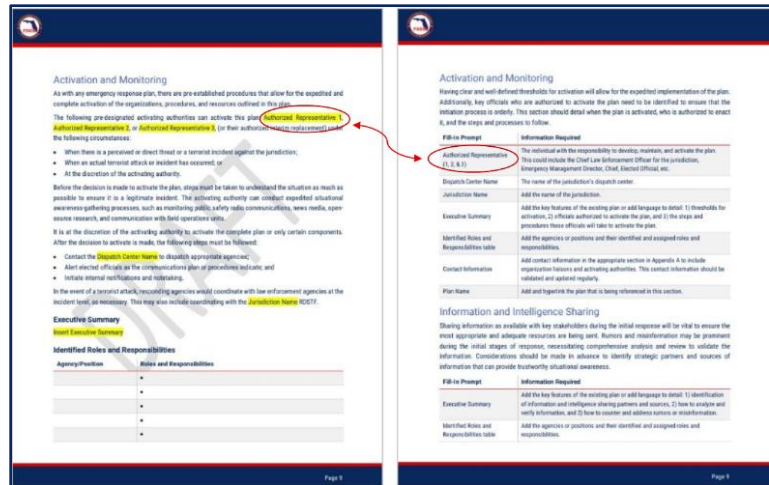 Activation and Monitoring
As with any emergency response plan, there are pre-established procedures that allow for the expedited and
complete activation of the organizations, procedures, and resources outlined in this plan.
The following pre-designated activating authorities can activate this plan Authorized Representative 1,
Authorized Representative 2, or Authorized Representative 3, (or their authorized interim replacement) under
the following circumstances:
• When there is a perceived or direct threat or a terrorist incident against the jurisdiction;
• When an actual terrorist attack or incident has occurred; or
• At the discretion of the activating authority.
Before the decision is made to activate the plan, steps must be taken to understand the situation as much as
possible to ensure it is a legitimate incident. The activating authority can conduct expedited situational
awareness-gathering processes, such as monitoring public safety radio communications, news media, open-
source research, and communication with field operations units.
It is at the discretion of the activating authority to activate the complete plan or only certain components.
After the decision to activate is made, the following steps must be followed:
• Contact the Dispatch Center Name to dispatch appropriate agencies;
• Alert elected officials as the communications plan or procedures indicate; and
• Initiate internal notifications and notetaking.
In the event of a terrorist attack, responding agencies would coordinate with law enforcement agencies at the
incident level, as necessary. This may also include coordinating with the Jurisdiction Name RDSTF.
Executive Summary
Insert Executive Summary
Identified Roles and Responsibilities
Agency/Position Roles and Responsibilities
DRAFT
Page 9
Activation and Monitoring
Having clear and well-defined thresholds for activation will allow for the expedited implementation of the plan.
Additionally, key officials who are authorized to activate the plan need to be identified to ensure that the
initiation process is orderly. This section should detail when the plan is activated, who is authorized to enact
it, and the steps and processes to follow.
Fill-In Prompt Information Required
Authorized Representative (1, 2, & 3)
The individual with the responsibility to develop, maintain, and activate the plan.
This could include the Chief Law Enforcement Officer for the jurisdiction,
Emergency Management Director, Chief, Elected Official, etc.
Dispatch Center Name The name of the jurisdiction's dispatch center.
Jurisdiction Name Add the name of the jurisdiction.
Executive Summary
Add the key features of the existing plan or add language to detail: 1) thresholds for
activation, 2) officials authorized to activate the plan, and 3) the steps and
procedures these officials will take to activate the plan.
Identified Roles and
Responsibilities table
Add the agencies or positions and their identified and assigned roles and
responsibilities.
Contact Information
Add contact information in the appropriate section in Appendix A to include
organization liaisons and activating authorities. This contact information should be
validated and updated regularly.
Plan Name Add and hyperlink the plan that is being referenced in this section.
Information and Intelligence Sharing
Sharing information as available with key stakeholders during the initial response will be vital to ensure the
most appropriate and adequate resources are being sent. Rumors and misinformation may be prominent
during the initial stages of response, necessitating comprehensive analysis and review to validate the
information. Considerations should be made in advance to identify strategic partners and sources of
information that can provide trustworthy situational awareness.
Fill-In Prompt Information Required
Executive Summary
Add the key features of the existing plan or add language to detail: 1) identification
of information and intelligence sharing partners and sources, 2) how to analyze and
verify information, and 3) how to counter and address rumors or misinformation.
Identified Roles and
Responsibilities table
Add the agencies or positions and their identified and assigned roles and
responsibilities.
Page 9